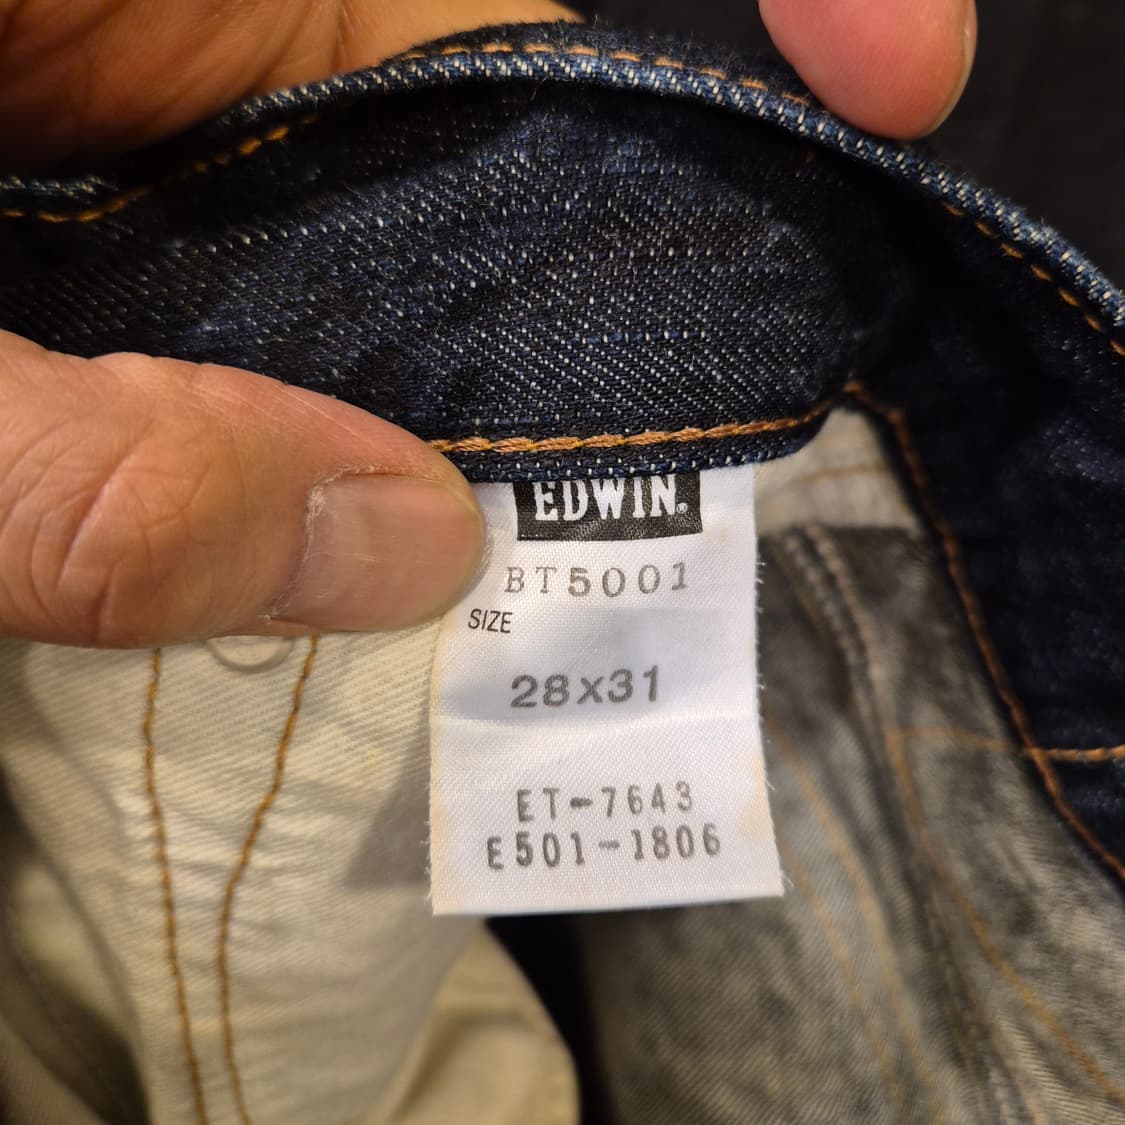 EDWIN®
BT5001
SIZE
28x31
ET-7643
E501-1806